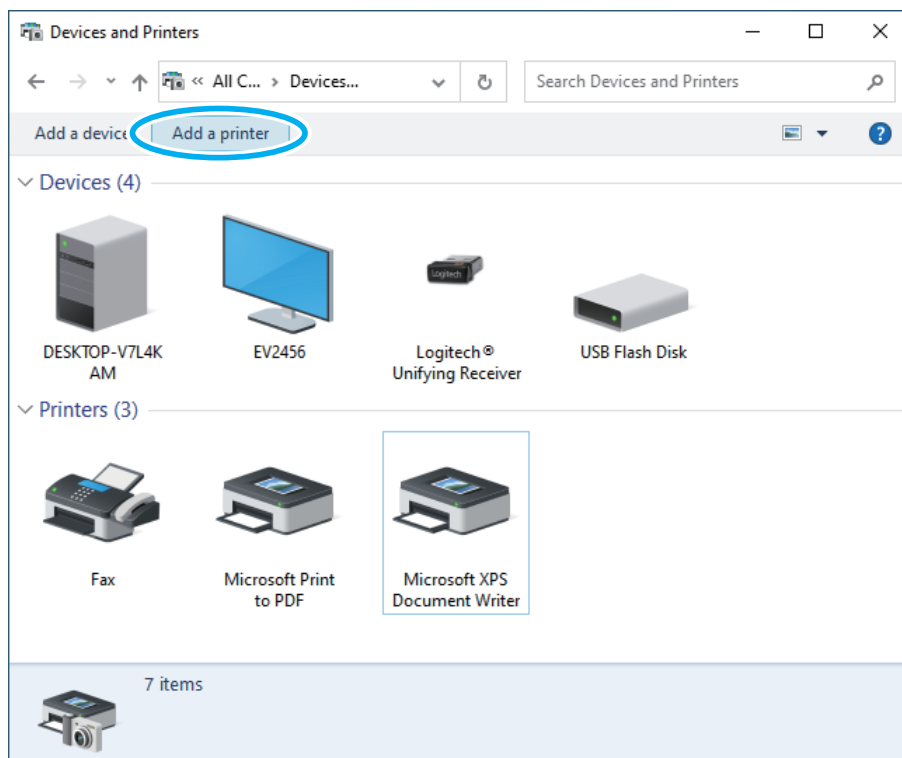 Devices and Printers
« All C... › Devices...
Search Devices and Printers
Add a device
Add a printer
?
Devices (4)
DESKTOP-V7L4K
AM
EV2456
Logitech
Logitech®
Unifying Receiver
USB Flash Disk
Printers (3)
Fax
Microsoft Print
to PDF
Microsoft XPS
Document Writer
7 items